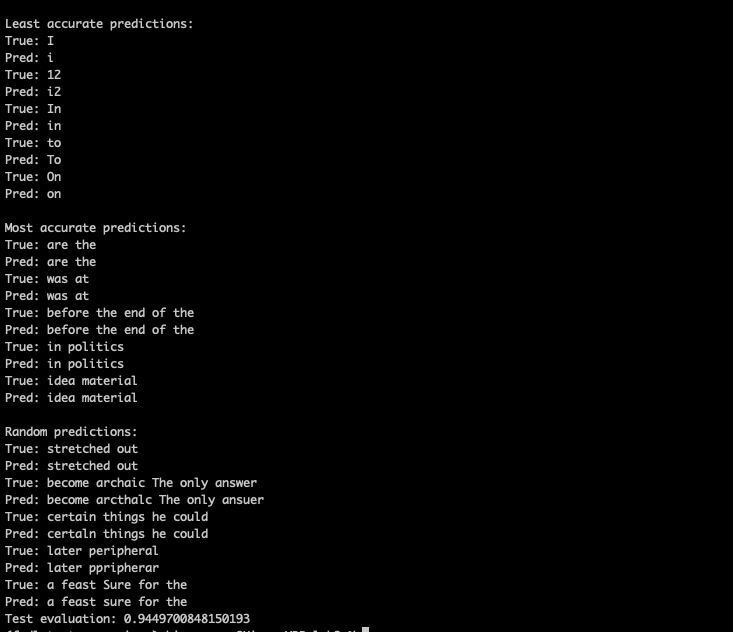 Least accurate predictions:
True: I
Pred: i
True: 12
Pred: i2
True: In
Pred: in
True: to
Pred: To
True: On
Pred: on
Most accurate predictions:
True: are the
Pred: are the
True: was at
Pred: was at
True: before the end of the
Pred: before the end of the
True: in politics
Pred: in politics
True: idea material
Pred: idea material
Random predictions:
True: stretched out
Pred: stretched out
True: become archaic The only answer
Pred: become arcthalc The only ansuer
True: certain things he could
Pred: certaln things he could
True: later peripheral
Pred: later ppripherar
True: a feast Sure for the
Pred: a feast sure for the
Test evaluation: 0.9449700848150193